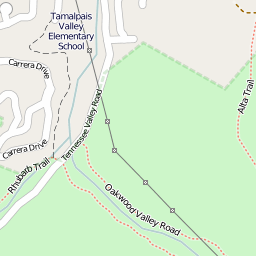 Tamalpais
Valley
Elementary
School
Carrera Drive
Alta Trail
Tennessee Valley Road
Carrera Drive
Rhubarb Trail
Oakwood Valley Road